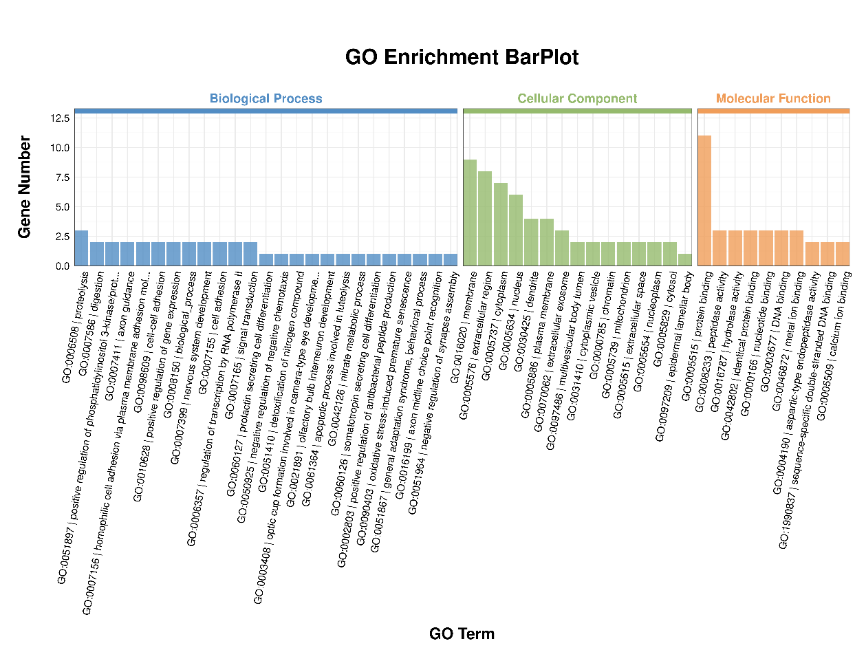 GO Enrichment BarPlot
Biological Process
Cellular Component
Molecular Function
Gene Number
12.5
10.0
7.5
5.0
2.5
0.0
GO:0006508 | proteolysis
GO:0007586 | digestion
GO:0051897 | positive regulation of phosphatidylinositol 3-kinase/prot...
GO:0007411 | axon guidance
GO:0007156 | homophilic cell adhesion via plasma membrane adhesion mol...
GO:0098609 | cell-cell adhesion
GO:0010628 | positive regulation of gene expression
GO:0008150 | biological_process
GO:0007399 | nervous system development
GO:0007155 | cell adhesion
GO:0006357 | regulation of transcription by RNA polymerase II
GO:0007165 | signal transduction
GO:0060127 | prolactin secreting cell differentiation
GO:0050925 | negative regulation of negative chemotaxis
GO:0051410 | detoxification of nitrogen compound
GO:0003408 | optic cup formation involved in camera-type eye developme...
GO:0021891 | olfactory bulb interneuron development
GO:0061364 | apoptotic process involved in luteolysis
GO:0042126 | nitrate metabolic process
GO:0060126 | somatotropin secreting cell differentiation
GO:0002803 | positive regulation of antibacterial peptide production
GO:0090403 | oxidative stress-induced premature senescence
GO:0051867 | general adaptation syndrome, behavioral process
GO:0016199 | axon midline choice point recognition
GO:0051964 | negative regulation of synapse assembly
GO:0016020 | membrane
GO:0005576 | extracellular region
GO:0005737 | cytoplasm
GO:0005634 | nucleus
GO:0030425 | dendrite
GO:0005886 | plasma membrane
GO:0070062 | extracellular exosome
GO:0097486 | multivesicular body lumen
GO:0031410 | cytoplasmic vesicle
GO:0000785 | chromatin
GO:0005739 | mitochondrion
GO:0005615 | extracellular space
GO:0005654 | nucleoplasm
GO:0005829 | cytosol
GO:0097209 | epidermal lamellar body
GO:0005515 | protein binding
GO:0008233 | peptidase activity
GO:0016787 | hydrolase activity
GO:0042802 | identical protein binding
GO:0000166 | nucleotide binding
GO:0003677 | DNA binding
GO:0046872 | metal ion binding
GO:0004190 | aspartic-type endopeptidase activity
GO:1990837 | sequence-specific double-stranded DNA binding
GO:0005509 | calcium ion binding
GO Term